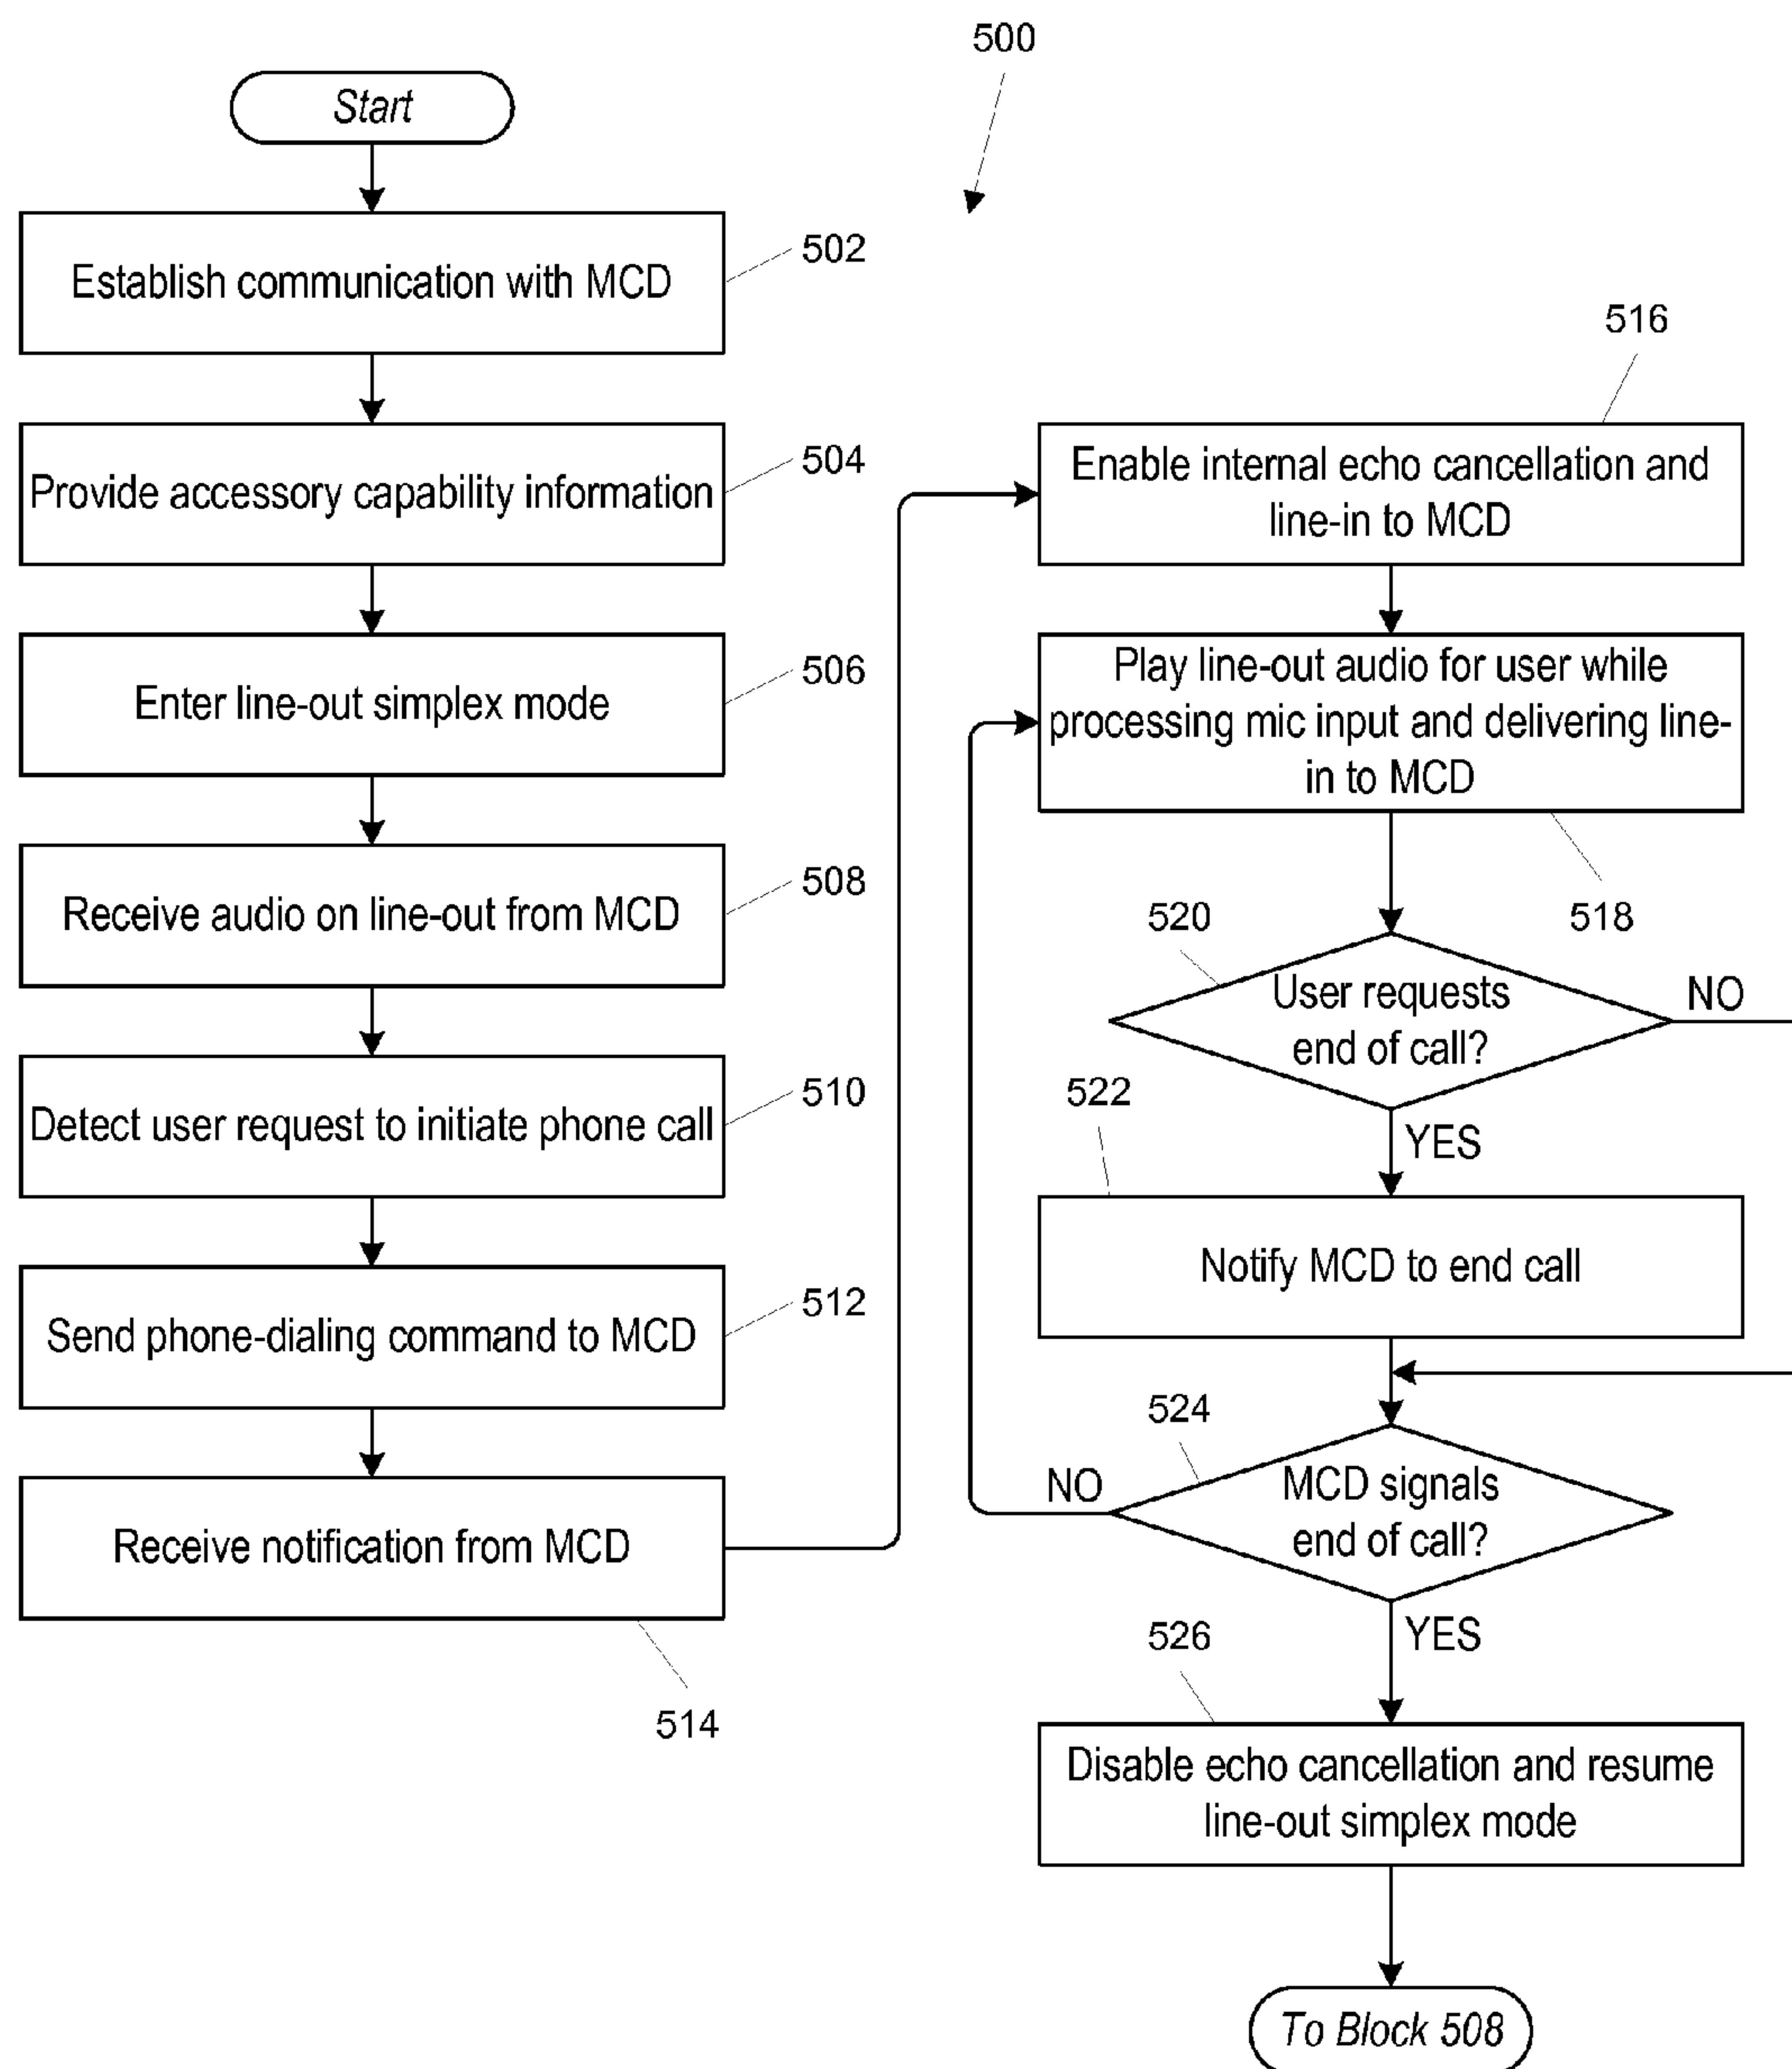 500
Start
Establish communication with MCD
502
Provide accessory capability information
504
Enter line-out simplex mode
506
Receive audio on line-out from MCD
508
Detect user request to initiate phone call
510
Send phone-dialing command to MCD
512
Receive notification from MCD
514
516
Enable internal echo cancellation and
line-in to MCD
Play line-out audio for user while
processing mic input and delivering line-
in to MCD
518
520
User requests
end of call?
NO
YES
522
Notify MCD to end call
524
MCD signals
end of call?
NO
YES
526
Disable echo cancellation and resume
line-out simplex mode
To Block 508